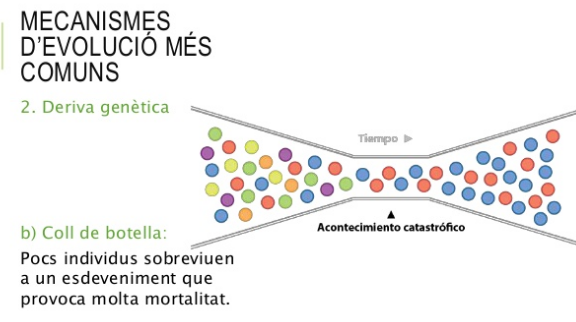 MECANISMES
D'EVOLUCIÓ MÉS
COMUNS
2. Deriva genètica
Tiempo
Acontecimiento catastrófico
b) Coll de botella:
Pocs individus sobreviuen
a un esdeveniment que
provoca molta mortalitat.